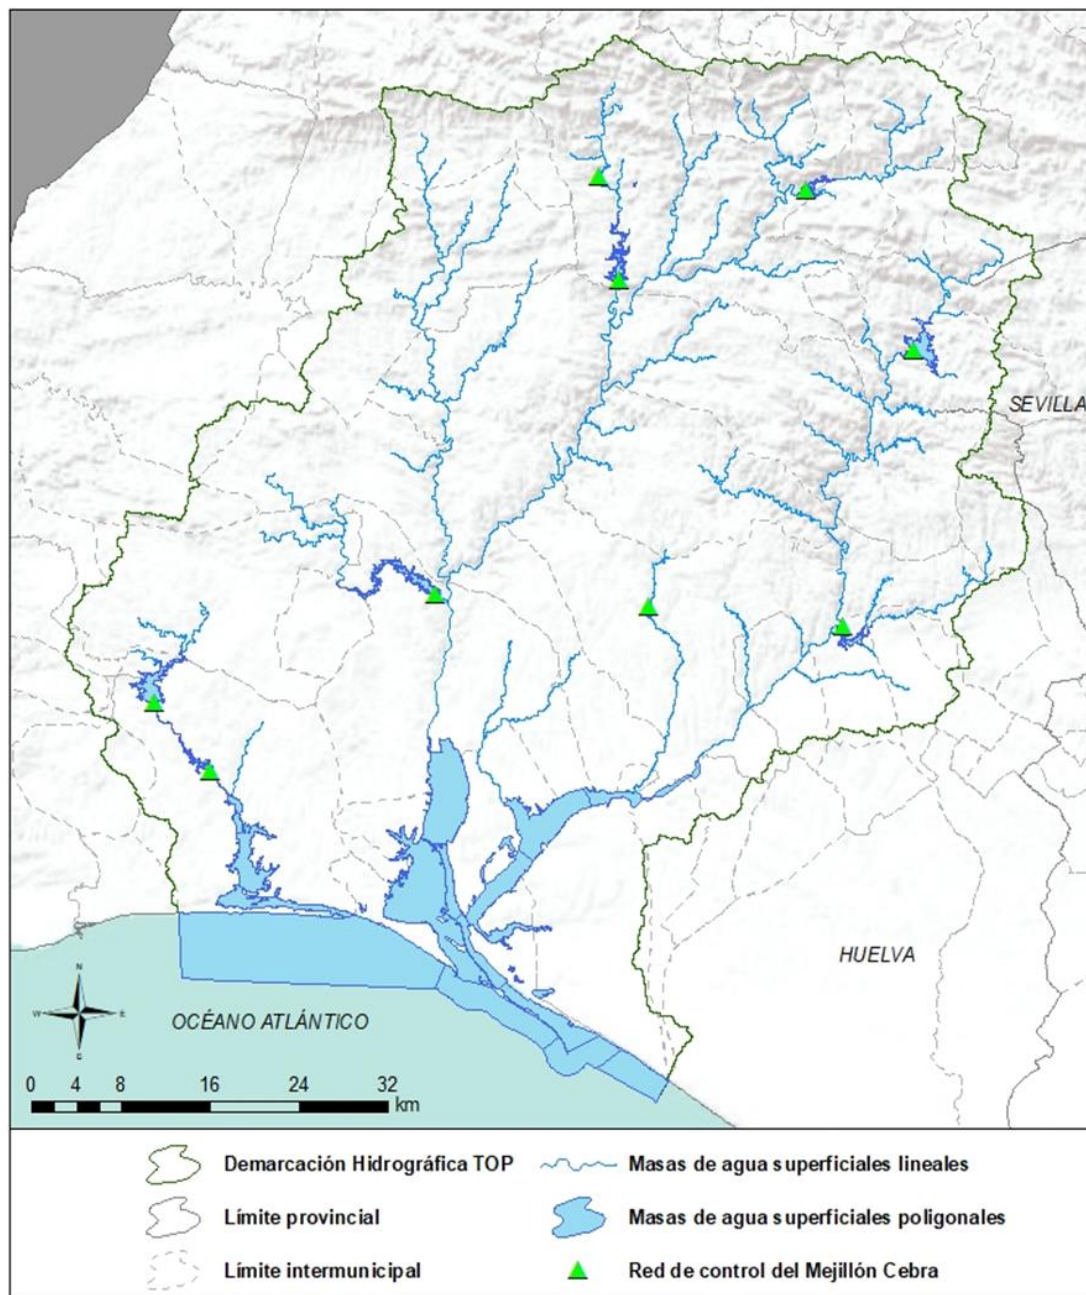 SEVILLA
HUELVA
N
W E
S
OCÉANO ATLÁNTICO
0 4 8 16 24 32
km
Demarcación Hidrográfica TOP
Masas de agua superficiales lineales
Límite provincial
Masas de agua superficiales poligonales
Límite intermunicipal
Red de control del Mejillón Cebra